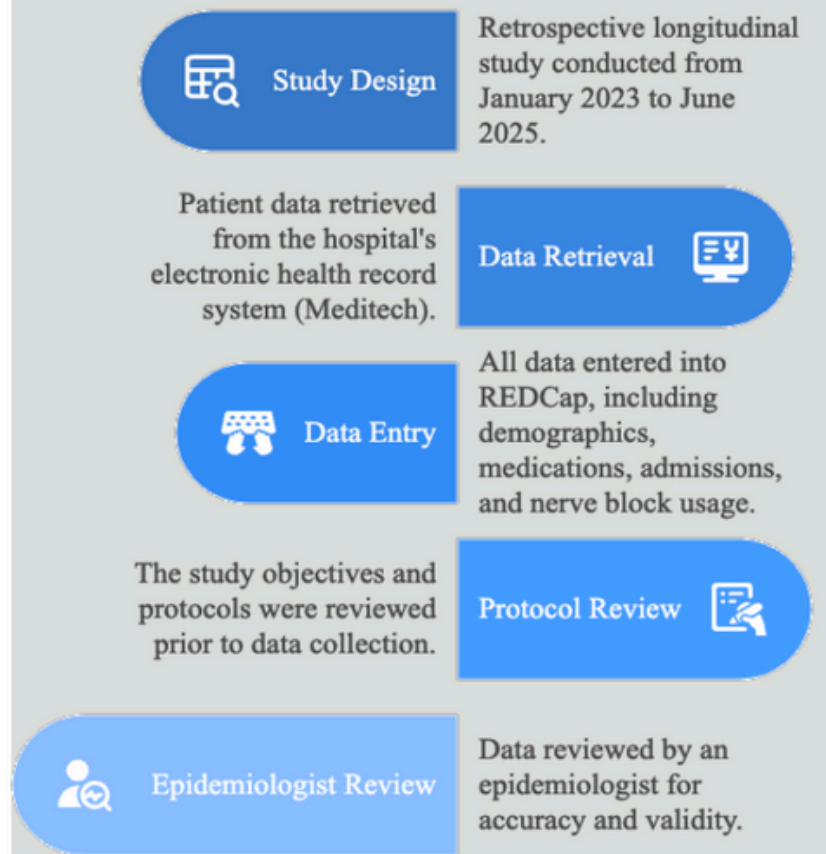 Study Design
Retrospective longitudinal
study conducted from
January 2023 to June
2025.
Patient data retrieved
from the hospital's
electronic health record
system (Meditech).
Data Retrieval
Data Entry
All data entered into
REDCap, including
demographics,
medications, admissions,
and nerve block usage.
The study objectives and
protocols were reviewed
prior to data collection.
Protocol Review
Epidemiologist Review
Data reviewed by an
epidemiologist for
accuracy and validity.